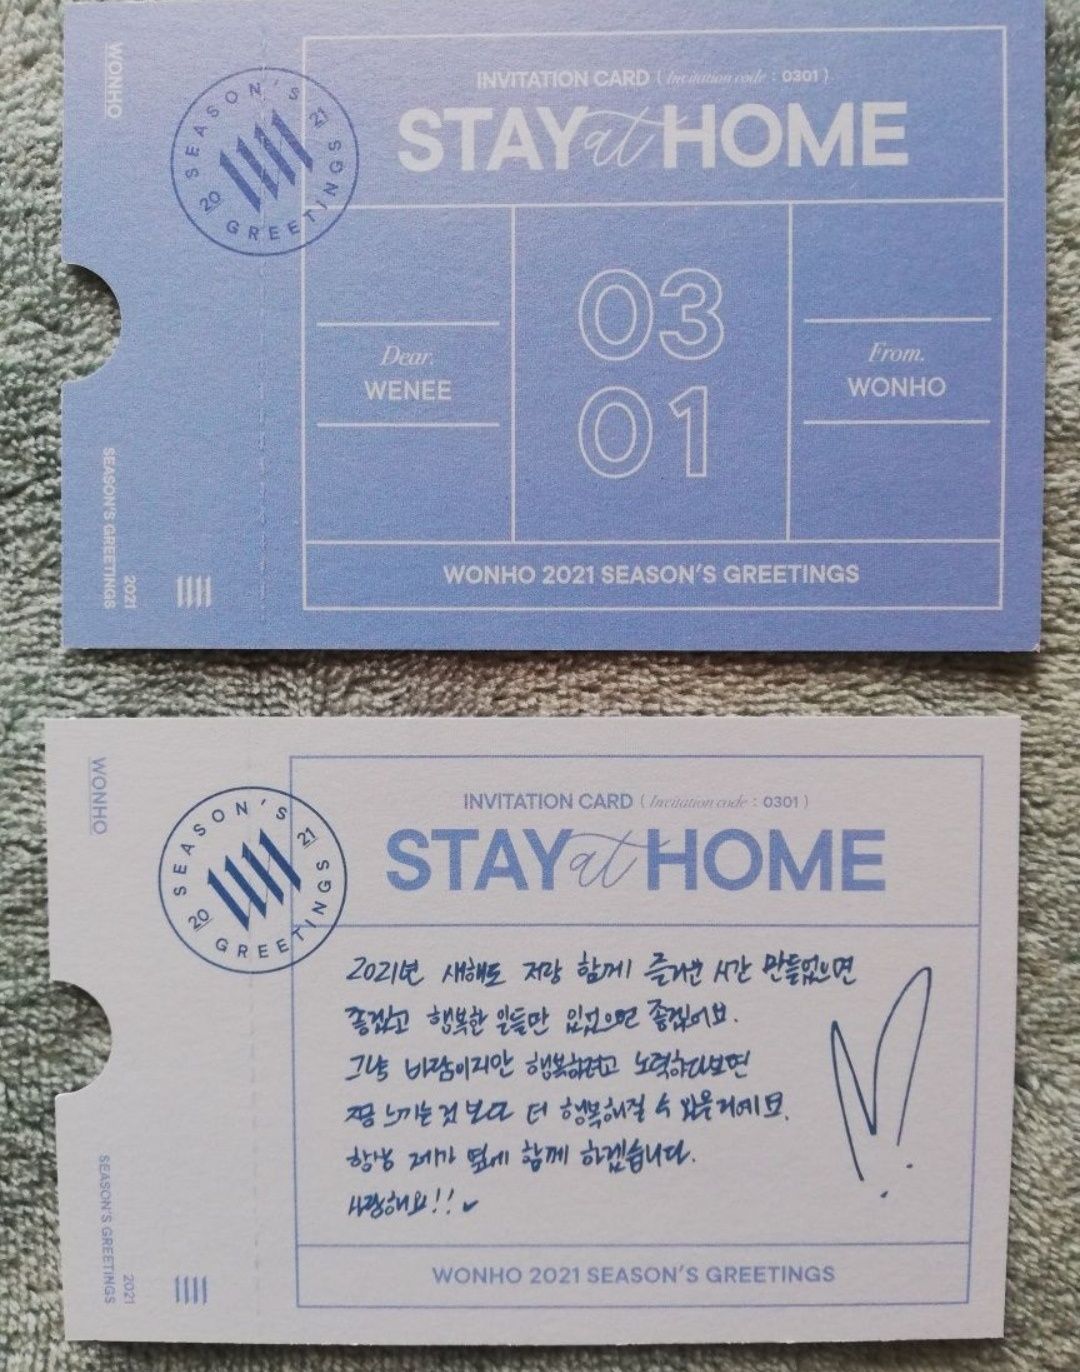 WONHO
SEASON'S GREETINGS
20 21
INVITATION CARD ( Invitation code : 0301 )
STAY at HOME
Dear.
WENEE
03
01
From.
WONHO
SEASON'S GREETINGS
2021
WONHO 2021 SEASON'S GREETINGS
WONHO
SEASON'S GREETINGS
20 21
INVITATION CARD ( Invitation code : 0301 )
STAY at HOME
2021년 새해도 저랑 함께 즐거운 시간 만들었으면
좋겠고 행복한 일들만 있었으면 좋겠어요.
그냥 바람이지만 행복하려고 노력하다보면
지금 느끼는 것 보다 더 행복해질 수 있을 거에요.
항상 제가 옆에 함께 하겠습니다.
사랑해요!!
SEASON'S GREETINGS
2021
WONHO 2021 SEASON'S GREETINGS